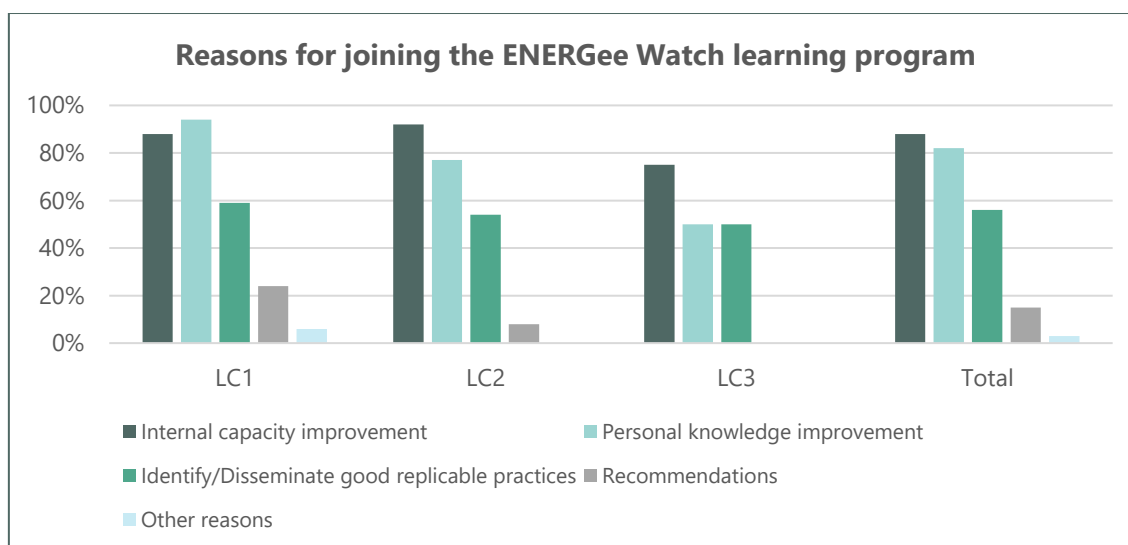 Reasons for joining the ENERGee Watch learning program
100%
80%
60%
40%
20%
0%
LC1 LC2 LC3 Total
Internal capacity improvement Personal knowledge improvement
Identify/Disseminate good replicable practices Recommendations
Other reasons